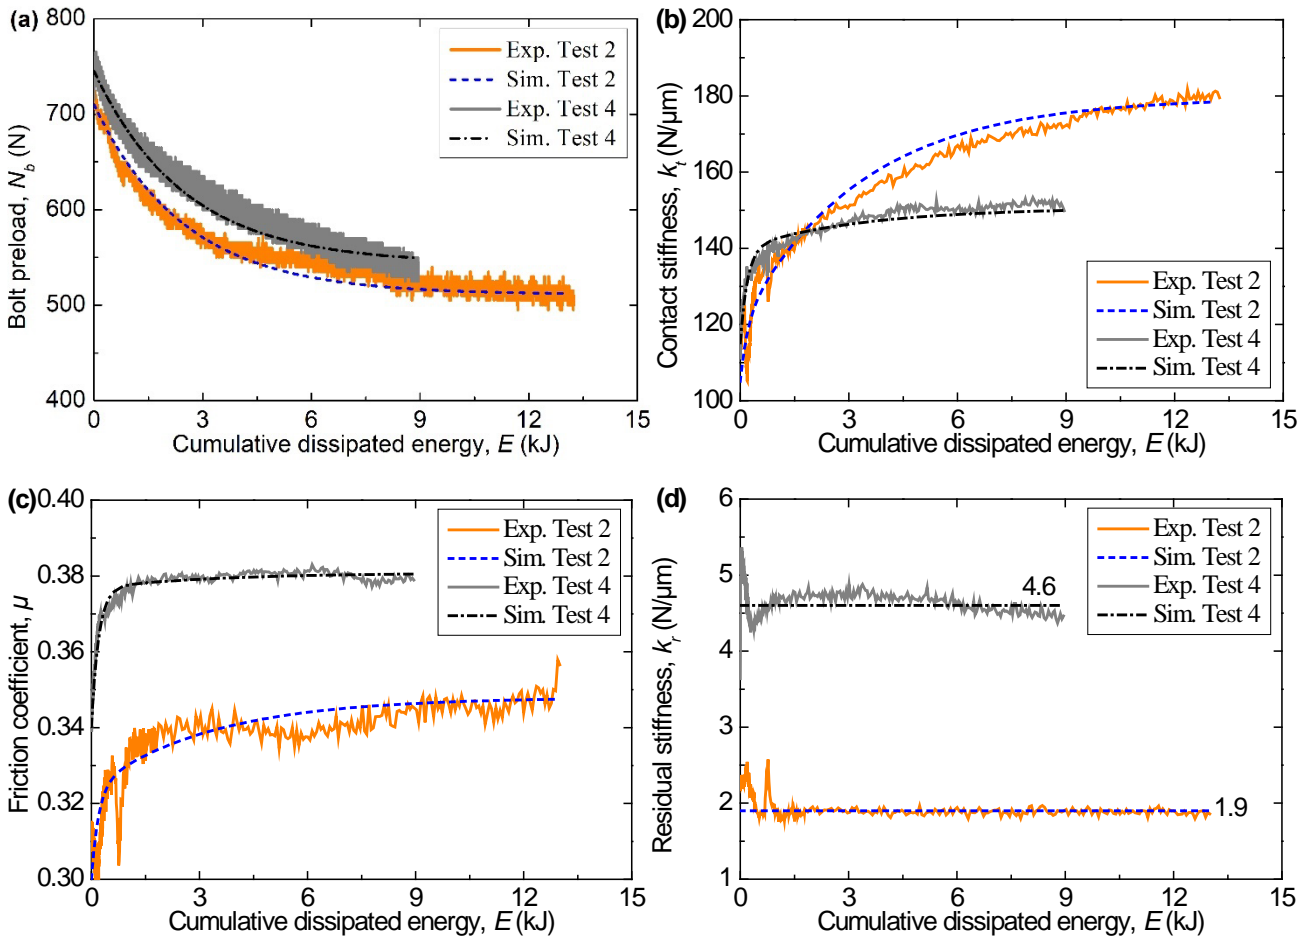 (a)
800
700
600
500
400
Bolt preload, N_b (N)
Exp. Test 2
Sim. Test 2
Exp. Test 4
Sim. Test 4
0 3 6 9 12 15
Cumulative dissipated energy, E (kJ)
(b)
200
180
160
140
120
100
Contact stiffness, k_t (N/μm)
Exp. Test 2
Sim. Test 2
Exp. Test 4
Sim. Test 4
0 3 6 9 12 15
Cumulative dissipated energy, E (kJ)
(c)
0.40
0.38
0.36
0.34
0.32
0.30
Friction coefficient, μ
Exp. Test 2
Sim. Test 2
Exp. Test 4
Sim. Test 4
0 3 6 9 12 15
Cumulative dissipated energy, E (kJ)
(d)
6
5
4
3
2
1
Residual stiffness, k_r (N/μm)
Exp. Test 2
Sim. Test 2
Exp. Test 4
Sim. Test 4
4.6
1.9
0 3 6 9 12 15
Cumulative dissipated energy, E (kJ)